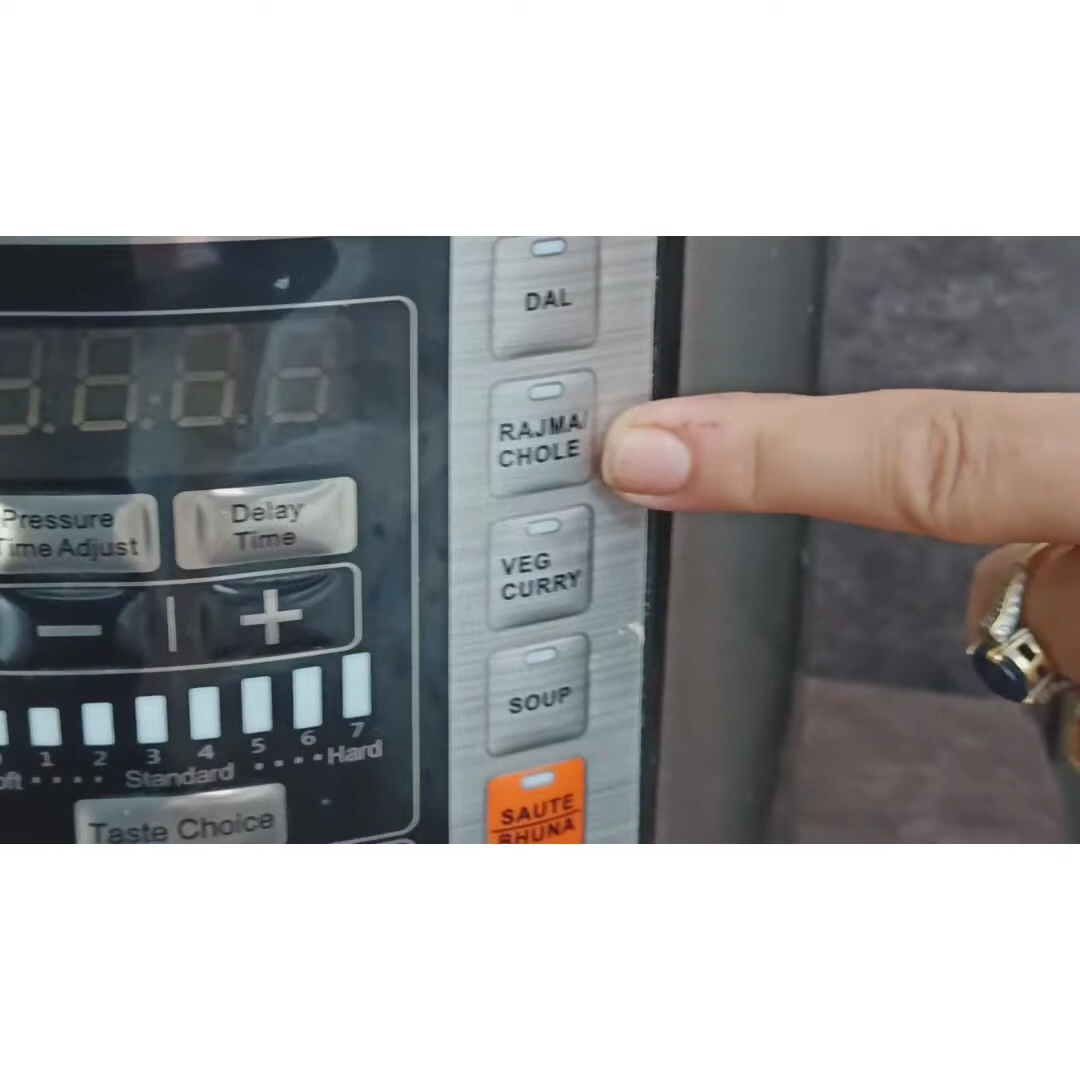 DAL
RAJMA/
CHOLE
VEG
CURRY
SOUP
SAUTE
BHUNA
Pressure
Time Adjust
Delay
Time
− | +
1 2 3 4 5 6 7
Standard
Hard
Taste Choice